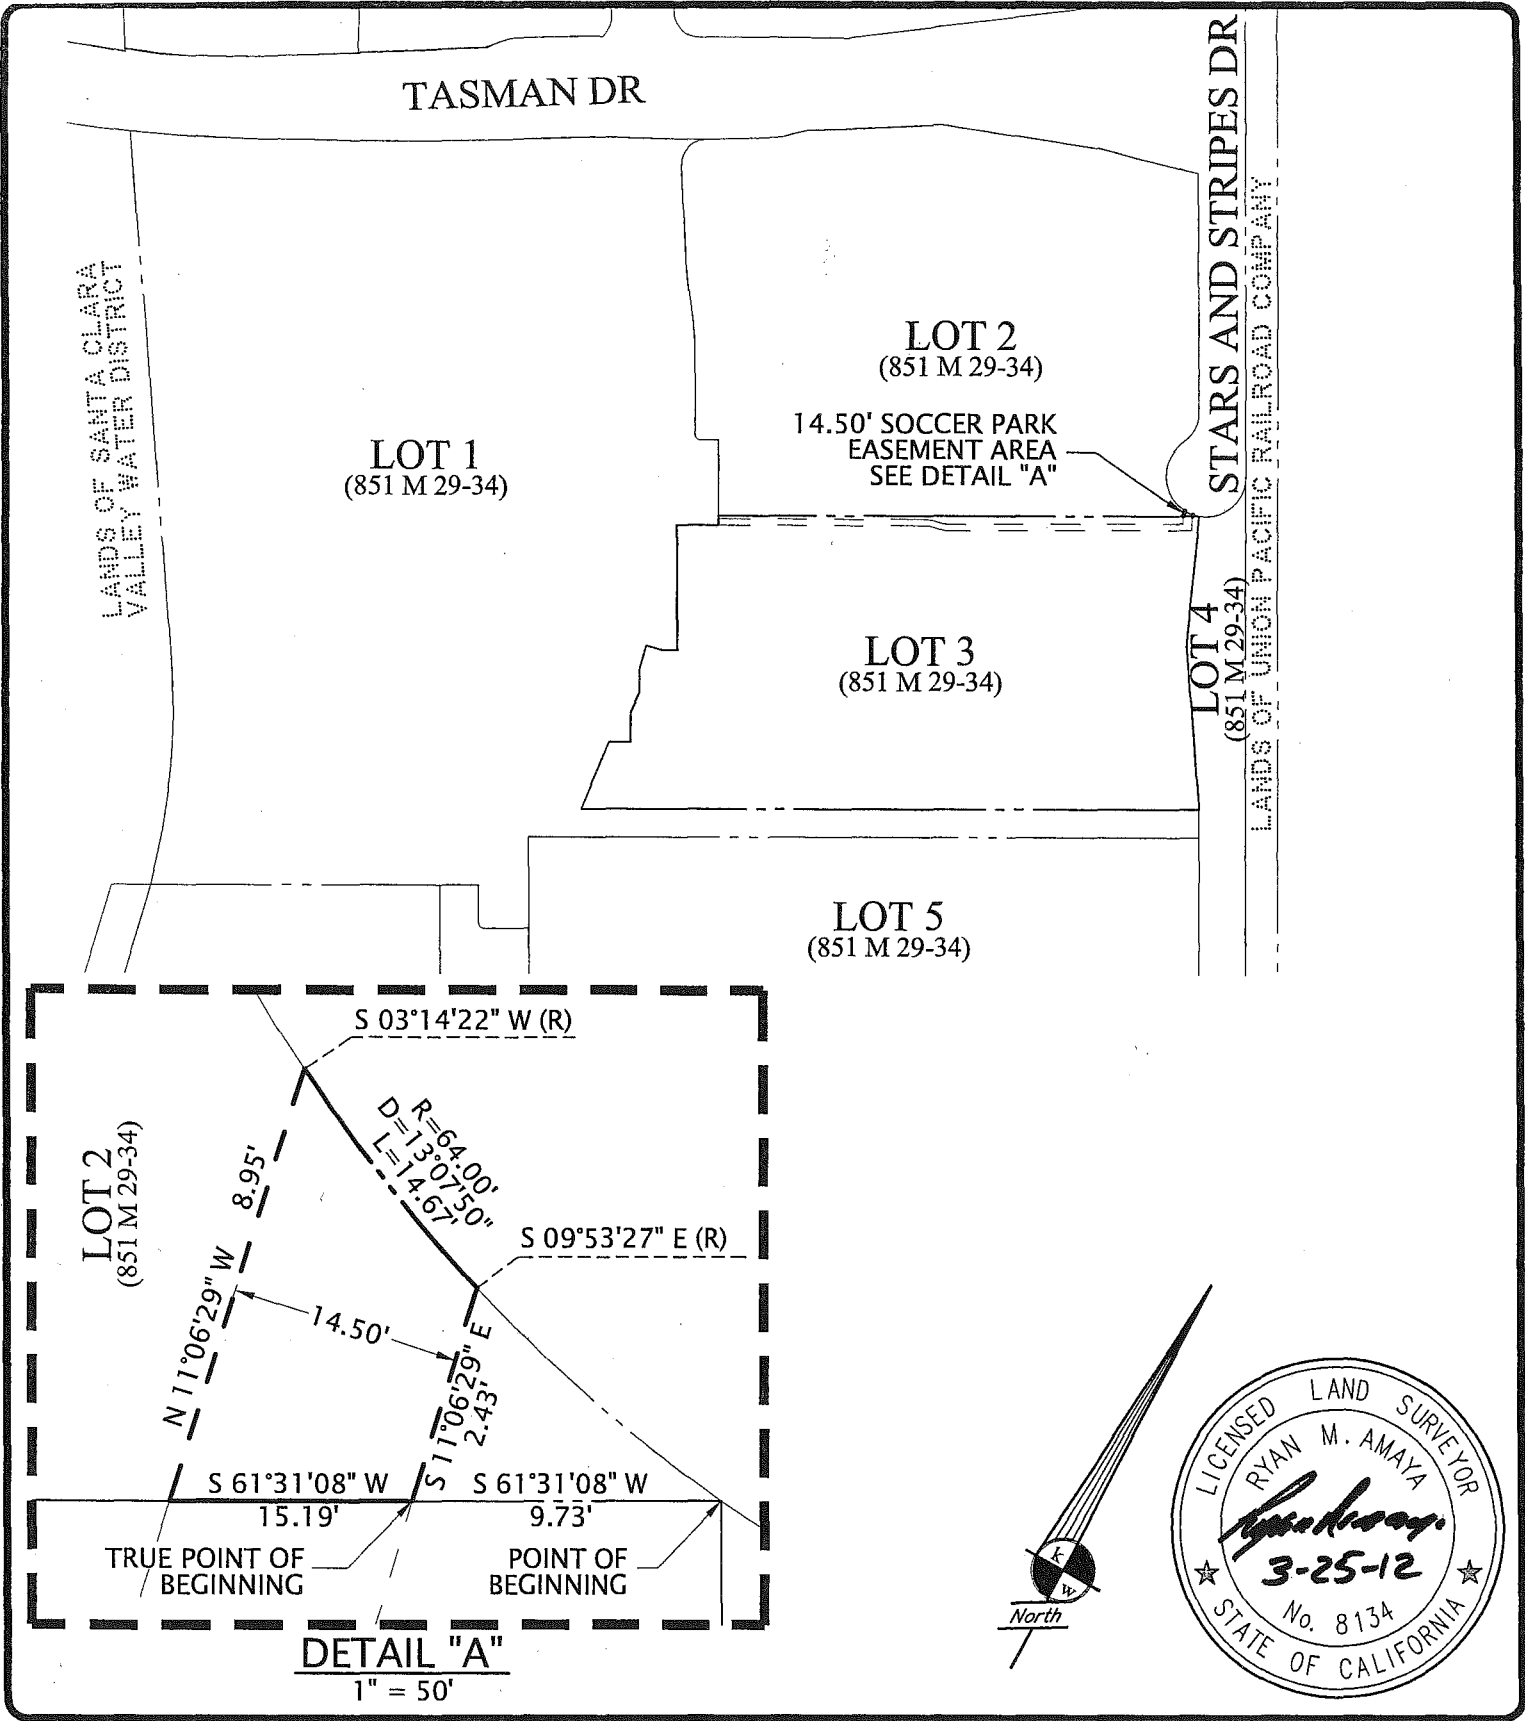 TASMAN DR
STARS AND STRIPES DR
LANDS OF UNION PACIFIC RAILROAD COMPANY
LANDS OF SANTA CLARA
VALLEY WATER DISTRICT
LOT 2
(851 M 29-34)
14.50' SOCCER PARK
EASEMENT AREA
SEE DETAIL "A"
LOT 1
(851 M 29-34)
LOT 3
(851 M 29-34)
LOT 4
(851 M 29-34)
LOT 5
(851 M 29-34)
S 03°14'22" W (R)
R=64.00'
D=13°07'50"
L=14.67'
LOT 2
(851 M 29-34)
N 11°06'29" W 8.95'
S 09°53'27" E (R)
14.50'
S 11°06'29" E
2.43'
S 61°31'08" W
15.19'
S 61°31'08" W
9.73'
TRUE POINT OF
BEGINNING
POINT OF
BEGINNING
DETAIL "A"
1" = 50'
k
w
North
LICENSED LAND SURVEYOR
RYAN M. AMAYA
3-25-12
No. 8134
STATE OF CALIFORNIA